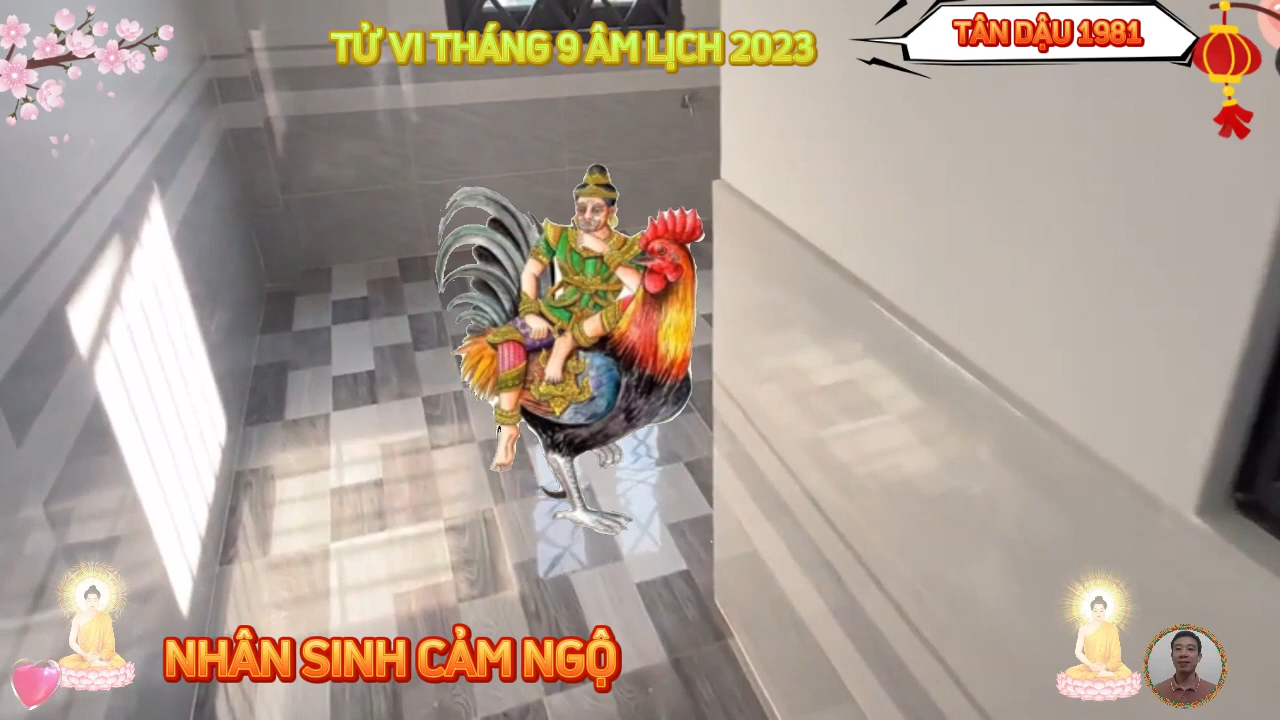 TỬ VI THÁNG 9 ÂM LỊCH 2023
TÂN DẬU 1981
NHÂN SINH CẢM NGỘ